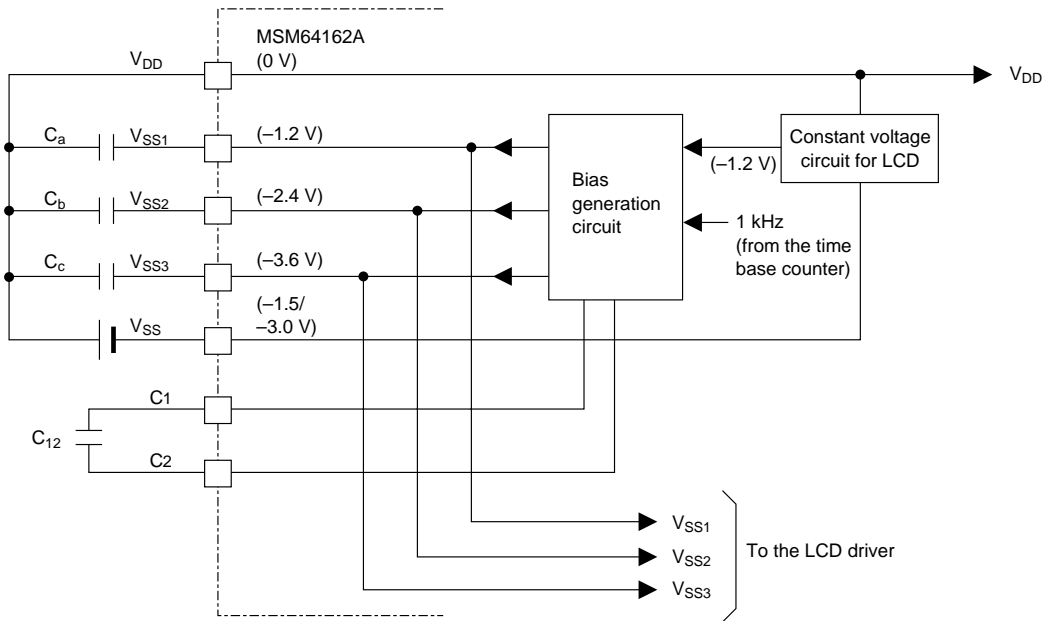 MSM64162A
VDD
(0 V)
VDD
Ca
VSS1
(–1.2 V)
(–1.2 V)
Constant voltage
circuit for LCD
Cb
VSS2
(–2.4 V)
Bias
generation
circuit
1 kHz
(from the time
base counter)
Cc
VSS3
(–3.6 V)
VSS
(–1.5/
–3.0 V)
C1
C12
C2
VSS1
VSS2
VSS3
To the LCD driver